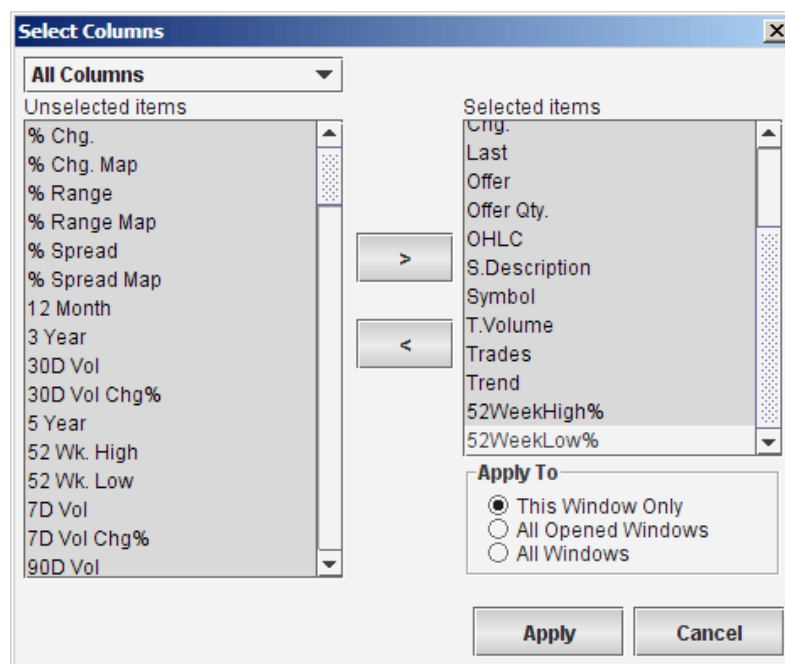 Select Columns
All Columns
Unselected items
% Chg.
% Chg. Map
% Range
% Range Map
% Spread
% Spread Map
12 Month
3 Year
30D Vol
30D Vol Chg%
5 Year
52 Wk. High
52 Wk. Low
7D Vol
7D Vol Chg%
90D Vol
>
<
Selected items
Chg.
Last
Offer
Offer Qty.
OHLC
S.Description
Symbol
T.Volume
Trades
Trend
52WeekHigh%
52WeekLow%
Apply To
This Window Only
All Opened Windows
All Windows
Apply
Cancel